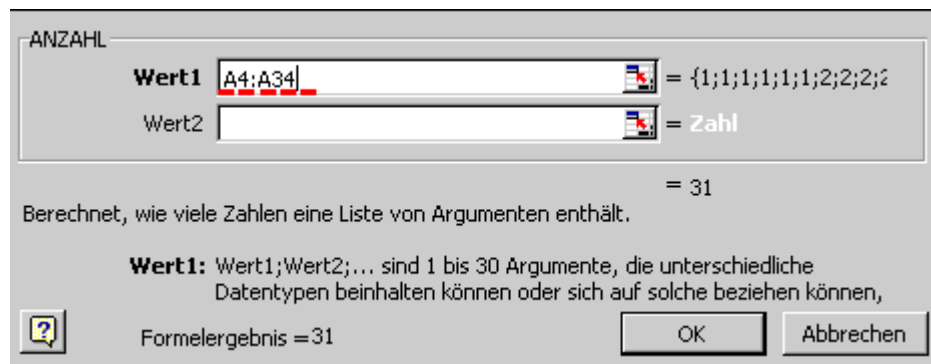 ANZAHL
Wert1 A4:A34 = {1;1;1;1;1;1;2;2;2;2
Wert2 = Zahl
= 31
Berechnet, wie viele Zahlen eine Liste von Argumenten enthält.
Wert1: Wert1;Wert2;... sind 1 bis 30 Argumente, die unterschiedliche
Datentypen beinhalten können oder sich auf solche beziehen können,
? Formelergebnis =31 OK Abbrechen